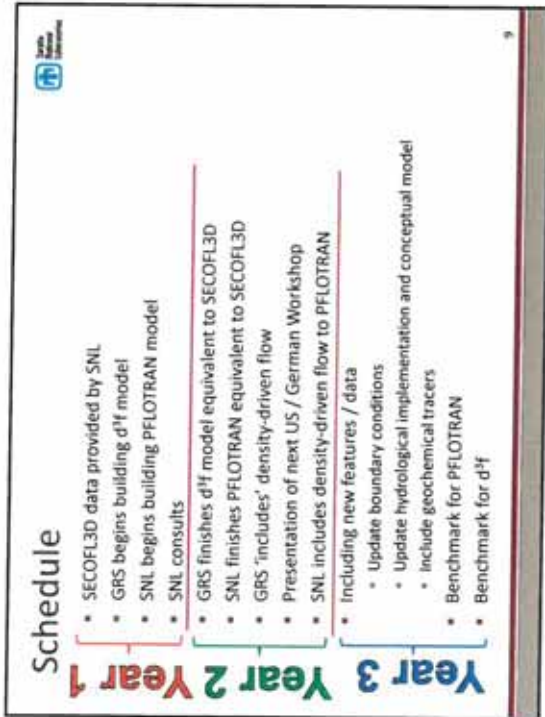 Schedule
Sandia
National
Laboratories
Year 1
• SECOFL3D data provided by SNL
• GRS begins building d³f model
• SNL begins building PFLOTRAN model
• SNL consults
Year 2
• GRS finishes d³f model equivalent to SECOFL3D
• SNL finishes PFLOTRAN equivalent to SECOFL3D
• GRS 'includes' density-driven flow
• Presentation of next US / German Workshop
• SNL includes density-driven flow to PFLOTRAN
Year 3
• Including new features / data
• Update boundary conditions
• Update hydrological implementation and conceptual model
• Include geochemical tracers
• Benchmark for PFLOTRAN
• Benchmark for d³f
9